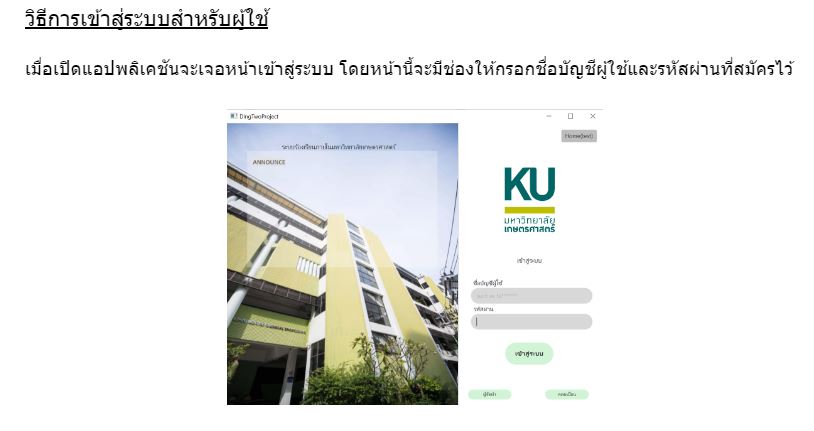 วิธีการเข้าสู่ระบบสำหรับผู้ใช้
เมื่อเปิดแอปพลิเคชันจะเจอหน้าเข้าสู่ระบบ โดยหน้านี้จะมีช่องให้กรอกชื่อบัญชีผู้ใช้และรหัสผ่านที่สมัครไว้
DingTwoProject
Home(test)
ระบบร้องเรียนภายในมหาวิทยาลัยเกษตรศาสตร์
ANNOUNCE
KU
มหาวิทยาลัย
เกษตรศาสตร์
เข้าสู่ระบบ
ชื่อบัญชีผู้ใช้
รหัสผ่าน
เข้าสู่ระบบ
ผู้จัดทำ
ลงทะเบียน